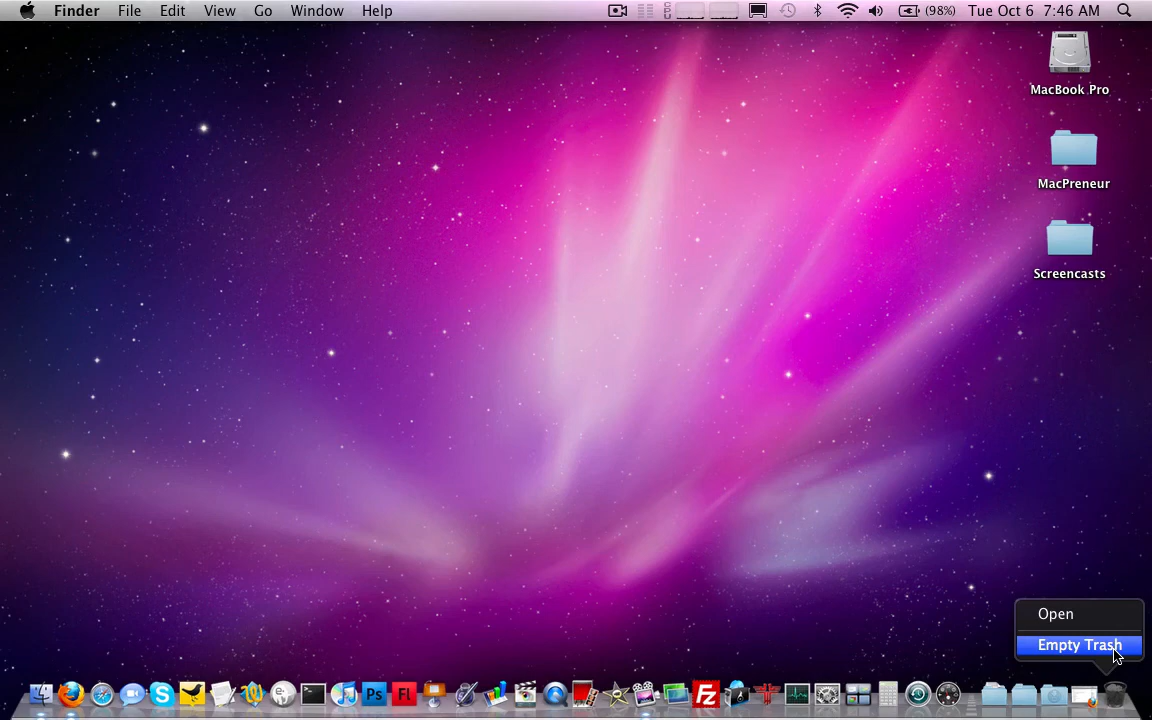 Finder File Edit View Go Window Help (98%) Tue Oct 6 7:46 AM
MacBook Pro
MacPreneur
Screencasts
Open
Empty Trash
Ps
FL
Fz